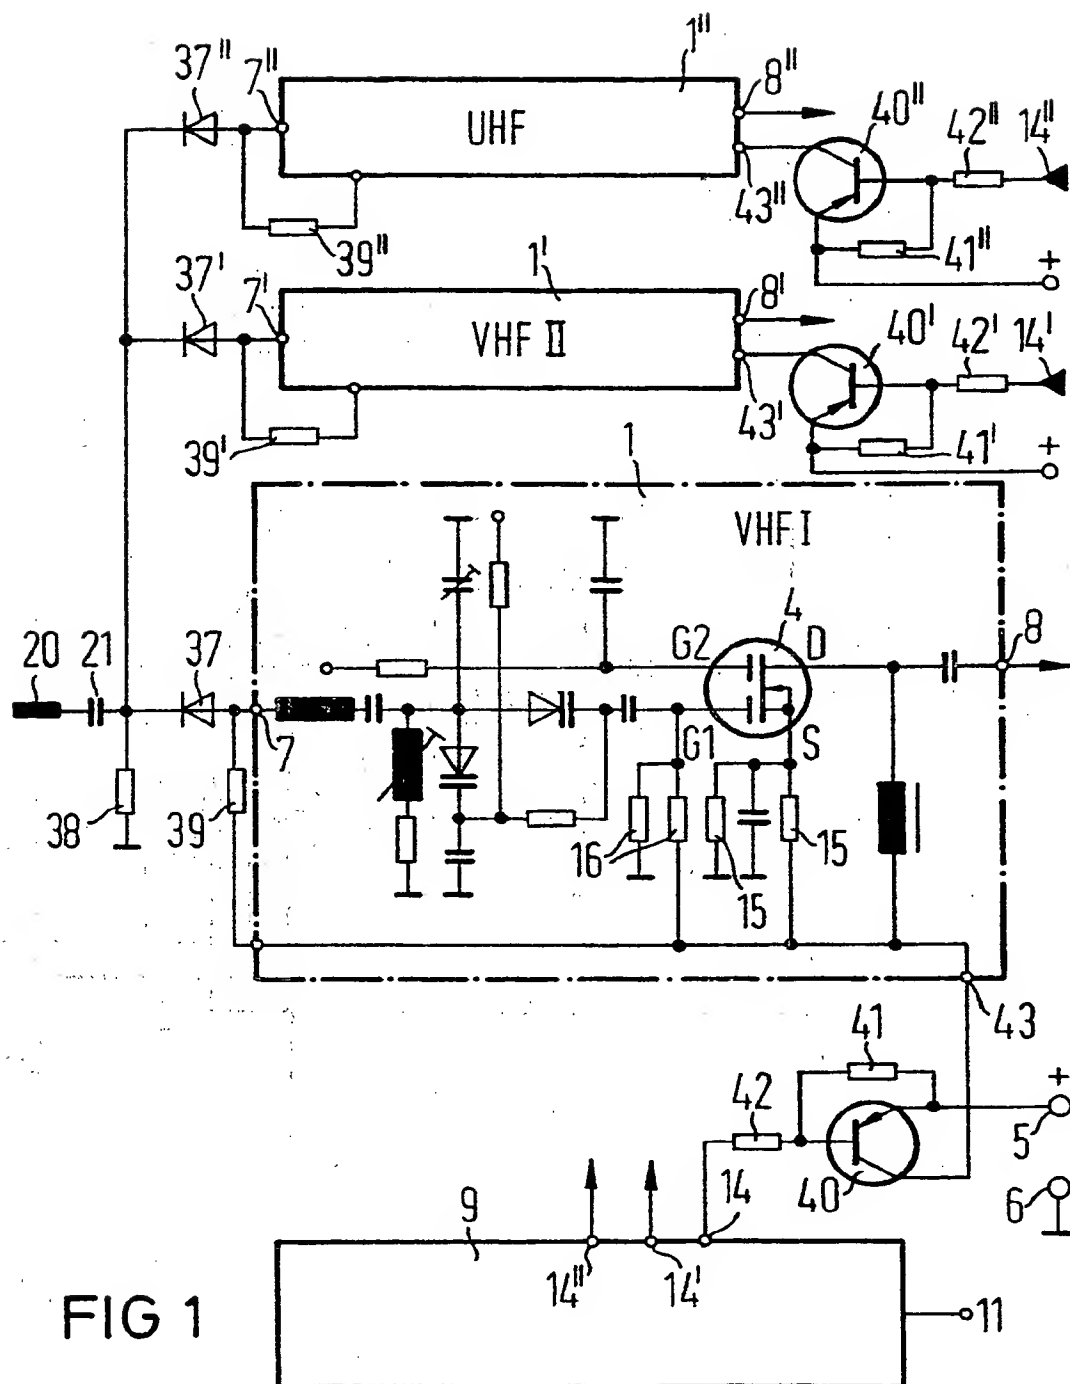 1"
37" 7" 8"
40"
UHF
42" 14"
43"
39" 41"
+
37' 1'
7' 8'
40'
VHF II
42' 14'
43'
39' 41'
+
1
VHF I
4
20 21 37 G2 D 8
7 G1 S
38 39 16 15 15
43
41
42 +
5
40 6
9 14
14" 14'
11
FIG 1